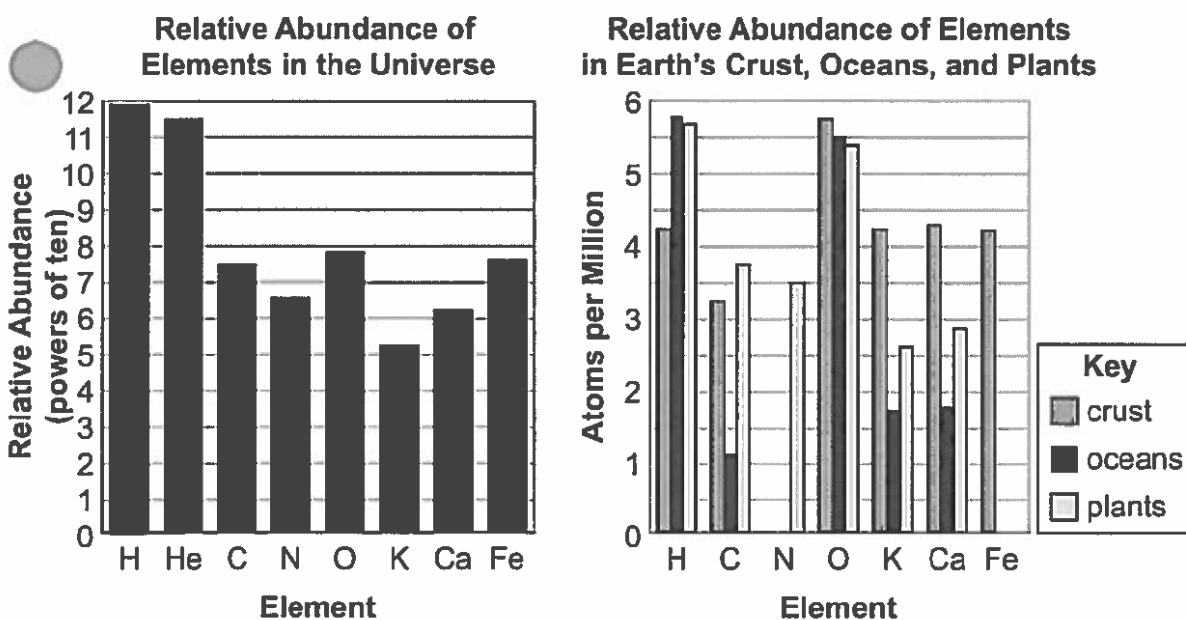 Relative Abundance of
Elements in the Universe
Relative Abundance
(powers of ten)
12
11
10
9
8
7
6
5
4
3
2
1
0
H He C N O K Ca Fe
Element
Relative Abundance of Elements
in Earth's Crust, Oceans, and Plants
Atoms per Million
6
5
4
3
2
1
0
H C N O K Ca Fe
Element
Key
crust
oceans
plants